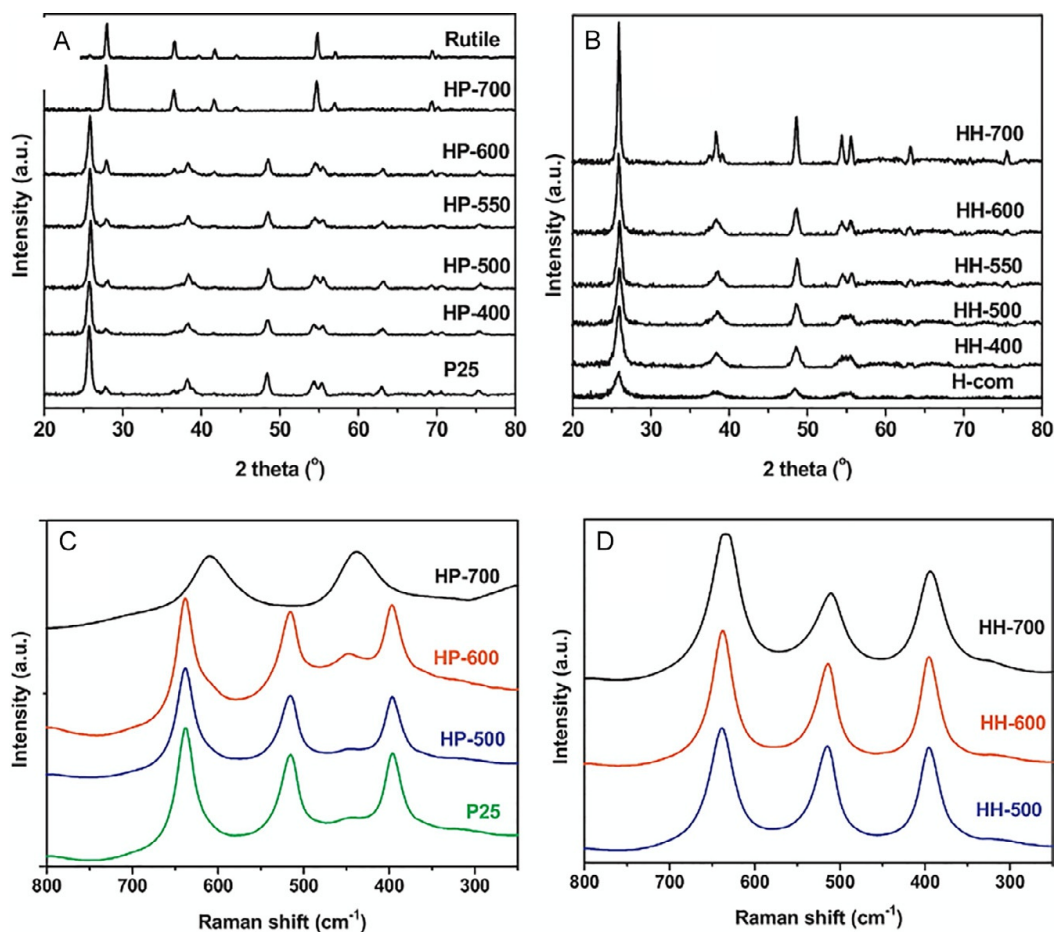 A
Rutile
HP-700
HP-600
HP-550
HP-500
HP-400
P25
Intensity (a.u.)
20 30 40 50 60 70 80
2 theta (°)
B
HH-700
HH-600
HH-550
HH-500
HH-400
H-com
Intensity (a.u.)
20 30 40 50 60 70 80
2 theta (°)
C
HP-700
HP-600
HP-500
P25
Intensity (a.u.)
800 700 600 500 400 300
Raman shift (cm⁻¹)
D
HH-700
HH-600
HH-500
Intensity (a.u.)
800 700 600 500 400 300
Raman shift (cm⁻¹)